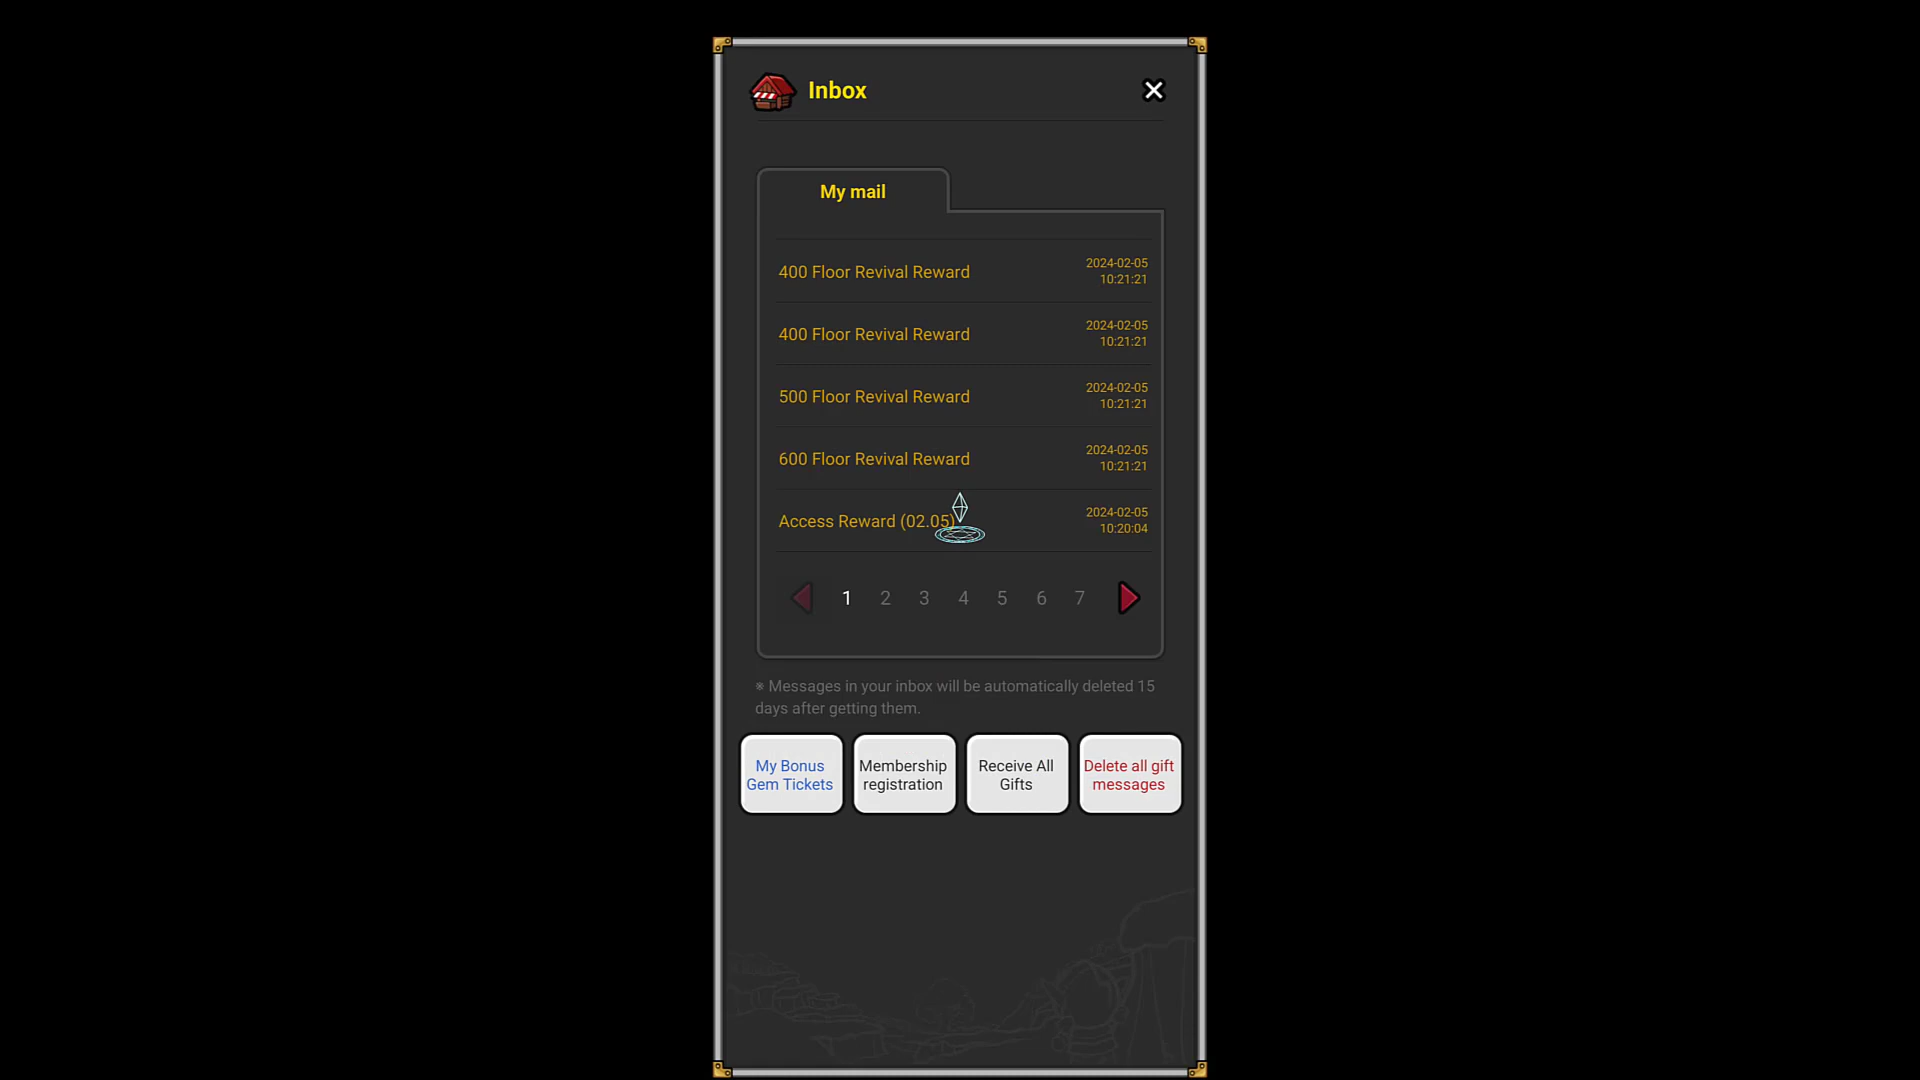 Inbox
My mail
400 Floor Revival Reward
2024-02-05
10:21:21
400 Floor Revival Reward
2024-02-05
10:21:21
500 Floor Revival Reward
2024-02-05
10:21:21
600 Floor Revival Reward
2024-02-05
10:21:21
Access Reward (02.05)
2024-02-05
10:20:04
1 2 3 4 5 6 7
※ Messages in your inbox will be automatically deleted 15
days after getting them.
My Bonus
Gem Tickets
Membership
registration
Receive All
Gifts
Delete all gift
messages